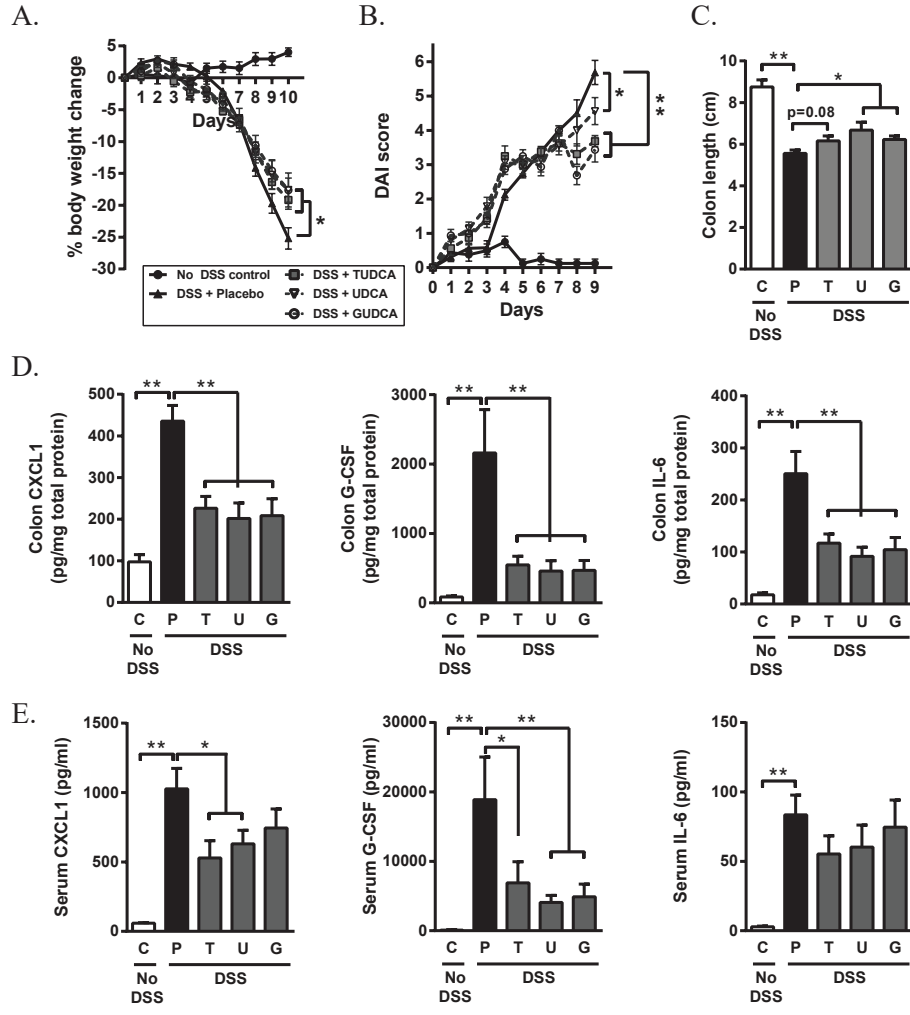 A.
% body weight change
5
0
-5
-10
-15
-20
-25
-30
1 2 3 4 5 6 7 8 9 10
Days
*
No DSS control
DSS + Placebo
DSS + TUDCA
DSS + UDCA
DSS + GUDCA
B.
DAI score
6
5
4
3
2
1
0
0 1 2 3 4 5 6 7 8 9
Days
*
**
C.
Colon length (cm)
10
8
6
4
2
0
**
*
p=0.08
C P T U G
No
DSS
DSS
D.
Colon CXCL1
(pg/mg total protein)
500
400
300
200
100
0
** **
C P T U G
No
DSS
DSS
Colon G-CSF
(pg/mg total protein)
3000
2000
1000
0
** **
C P T U G
No
DSS
DSS
Colon IL-6
(pg/mg total protein)
400
300
200
100
0
** **
C P T U G
No
DSS
DSS
E.
Serum CXCL1 (pg/ml)
1500
1000
500
0
** *
C P T U G
No
DSS
DSS
Serum G-CSF (pg/ml)
30000
20000
10000
0
** **
*
C P T U G
No
DSS
DSS
Serum IL-6 (pg/ml)
150
100
50
0
**
C P T U G
No
DSS
DSS